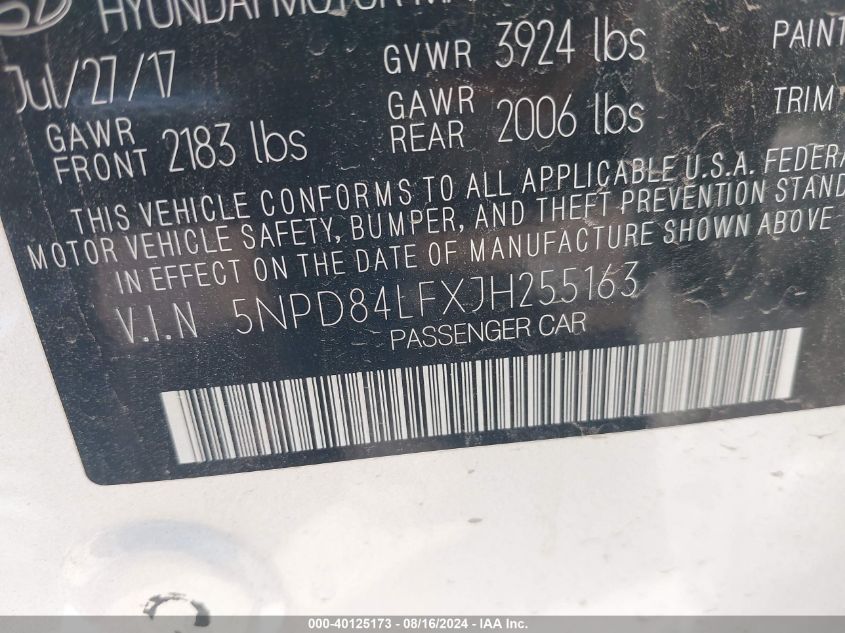 HYUNDAI MOTOR
Jul/27/17 GVWR 3924 lbs PAINT
GAWR FRONT 2183 lbs GAWR REAR 2006 lbs TRIM
THIS VEHICLE CONFORMS TO ALL APPLICABLE U.S.A. FEDERA
MOTOR VEHICLE SAFETY, BUMPER, AND THEFT PREVENTION STAND
IN EFFECT ON THE DATE OF MANUFACTURE SHOWN ABOVE
V.I.N 5NPD84LFXJH255163
PASSENGER CAR
000-40125173 - 08/16/2024 - IAA Inc.